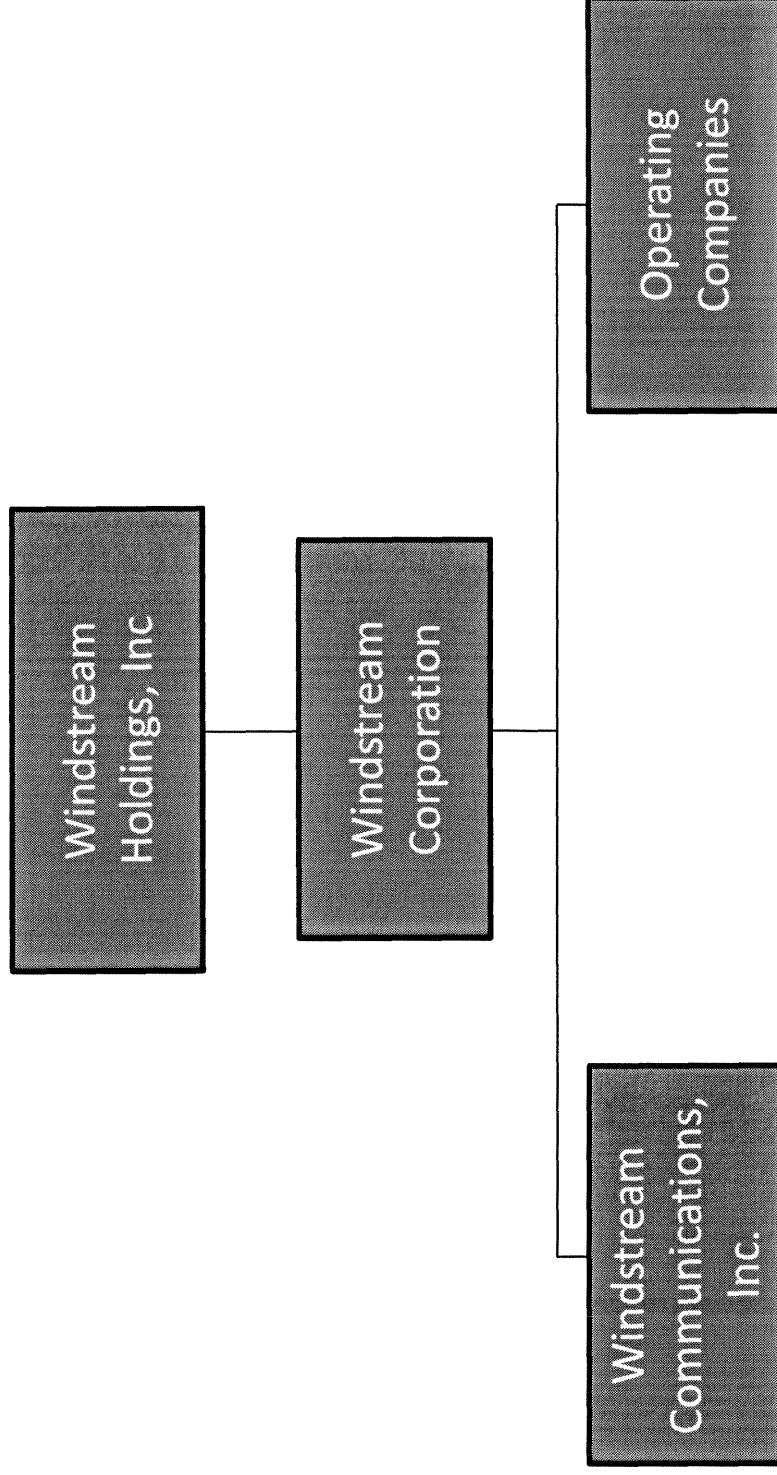 Windstream
Holdings, Inc
Windstream
Corporation
Windstream
Communications,
Inc.
Operating
Companies